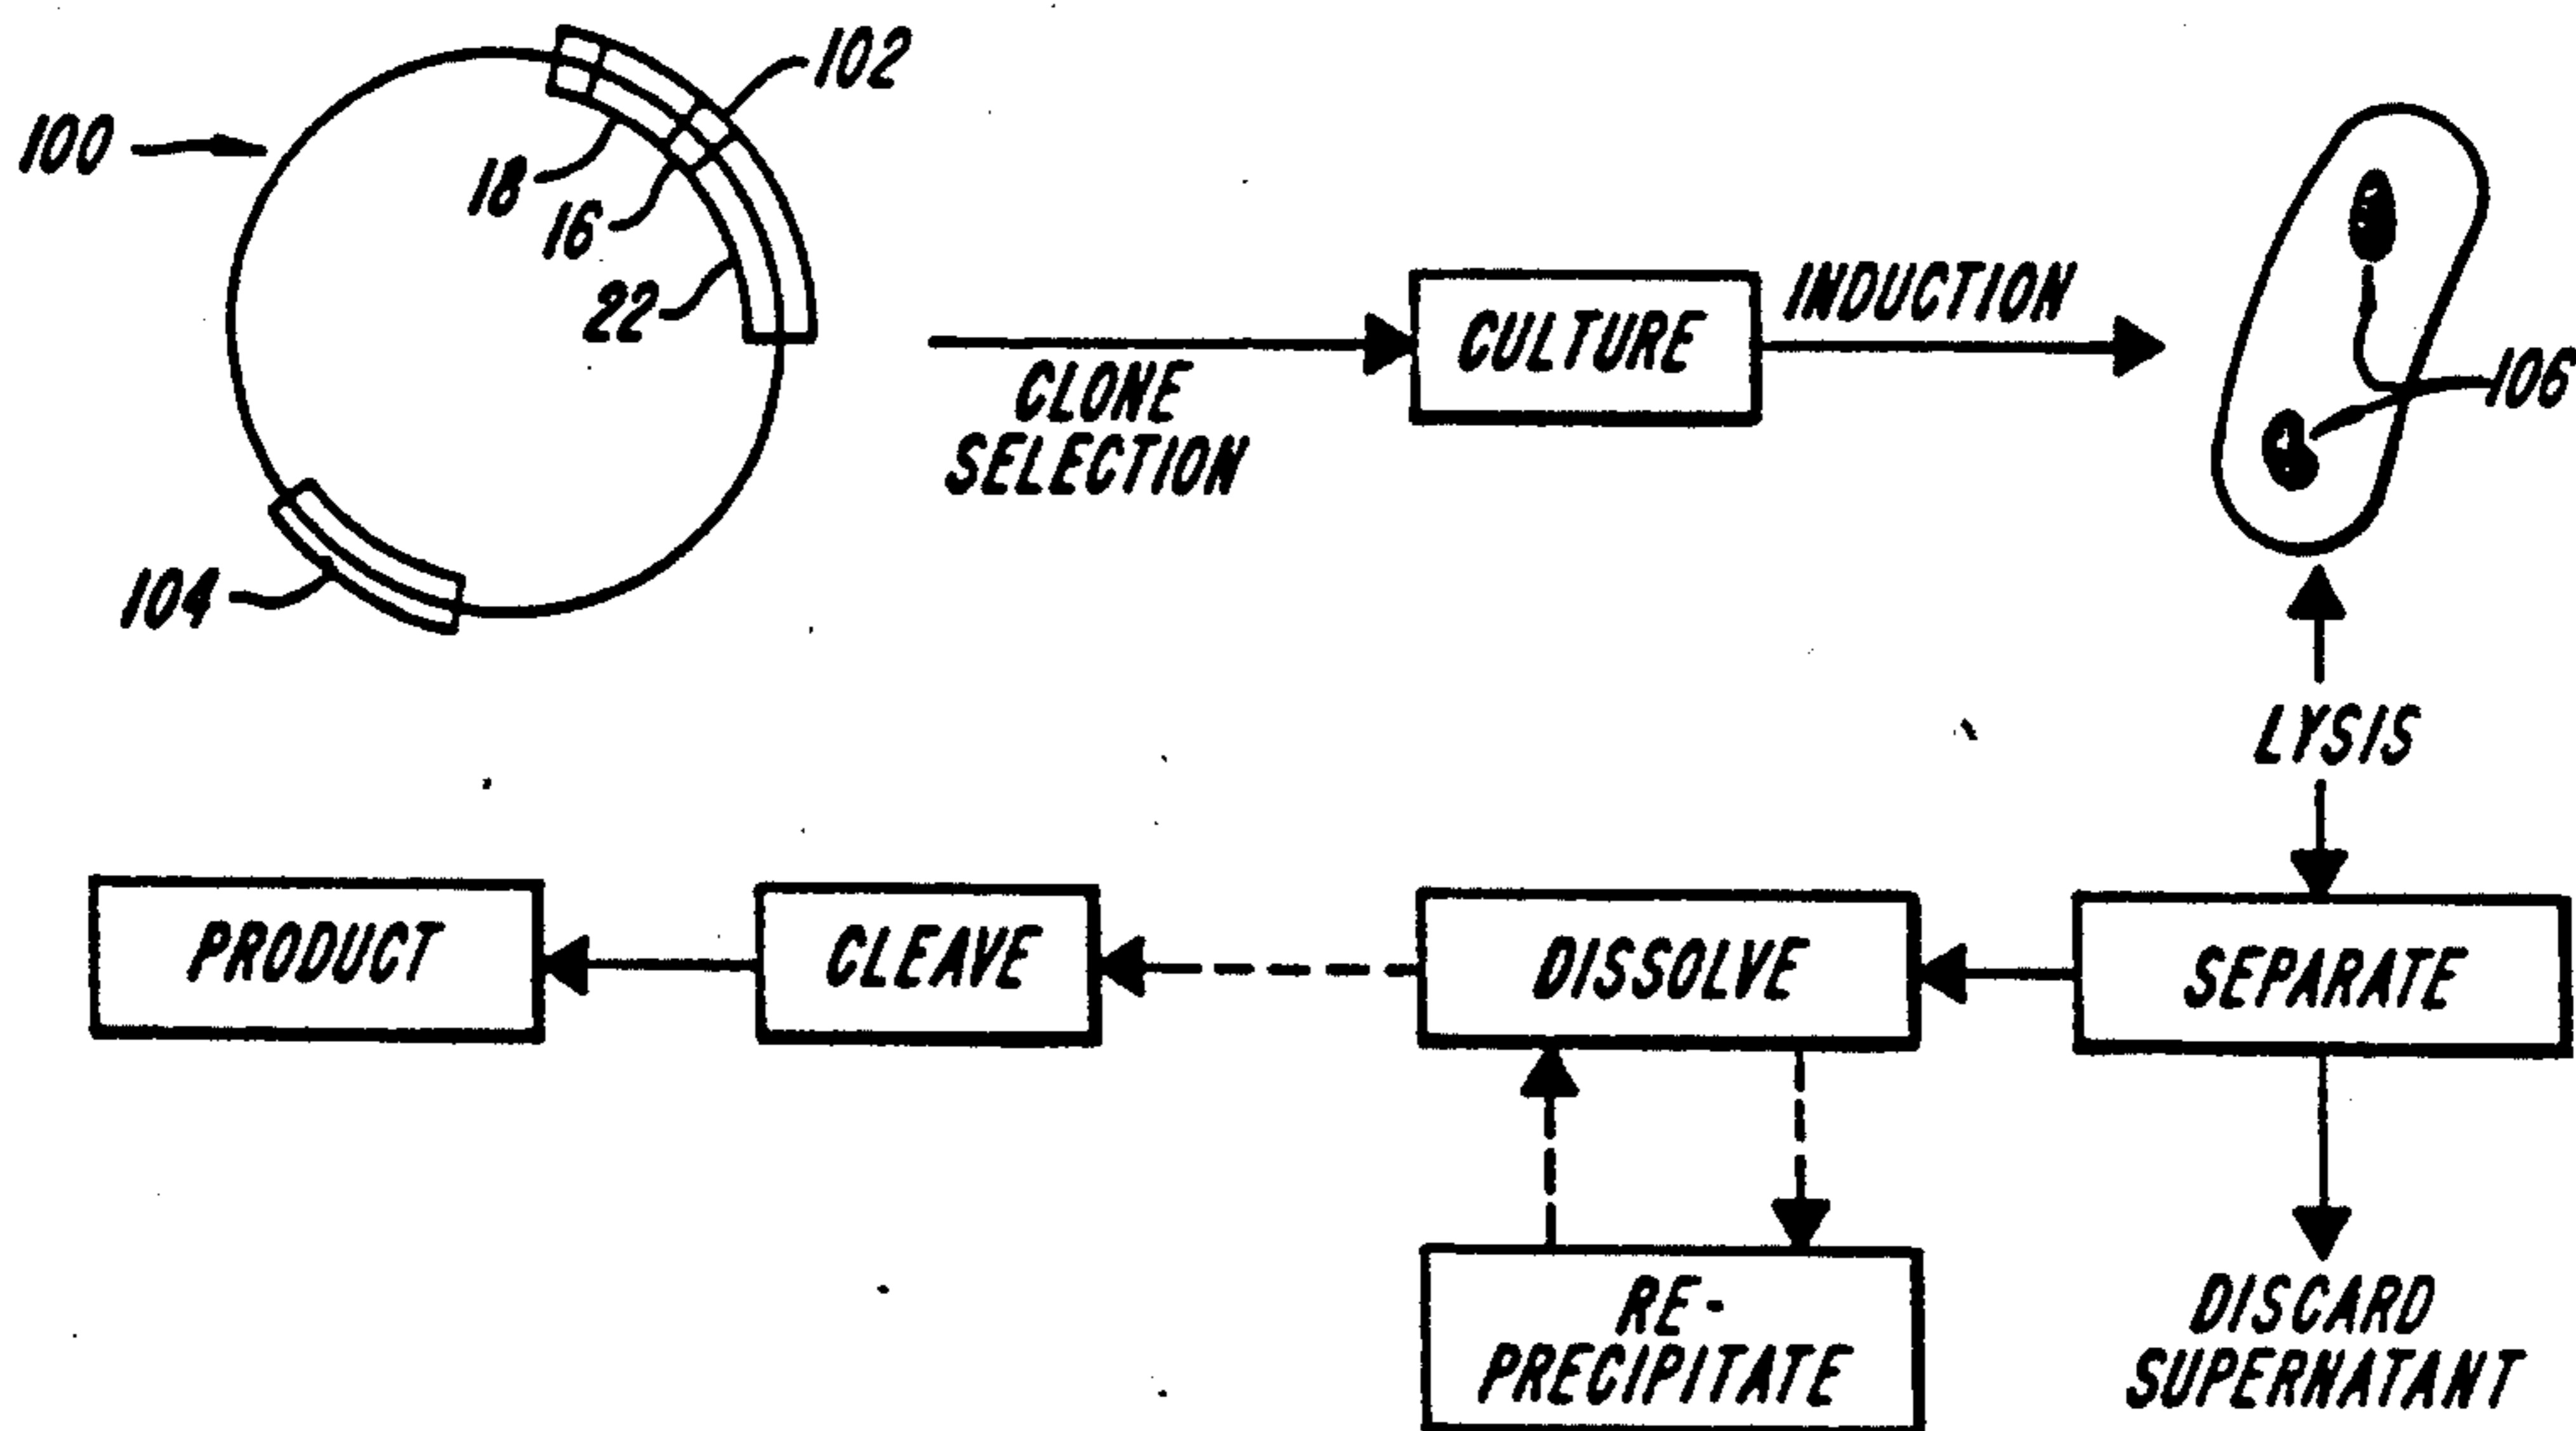 102
100
18
16
22
104
CLONE
SELECTION
CULTURE
INDUCTION
106
LYSIS
PRODUCT
CLEAVE
DISSOLVE
SEPARATE
RE-
PRECIPITATE
DISCARD
SUPERNATANT